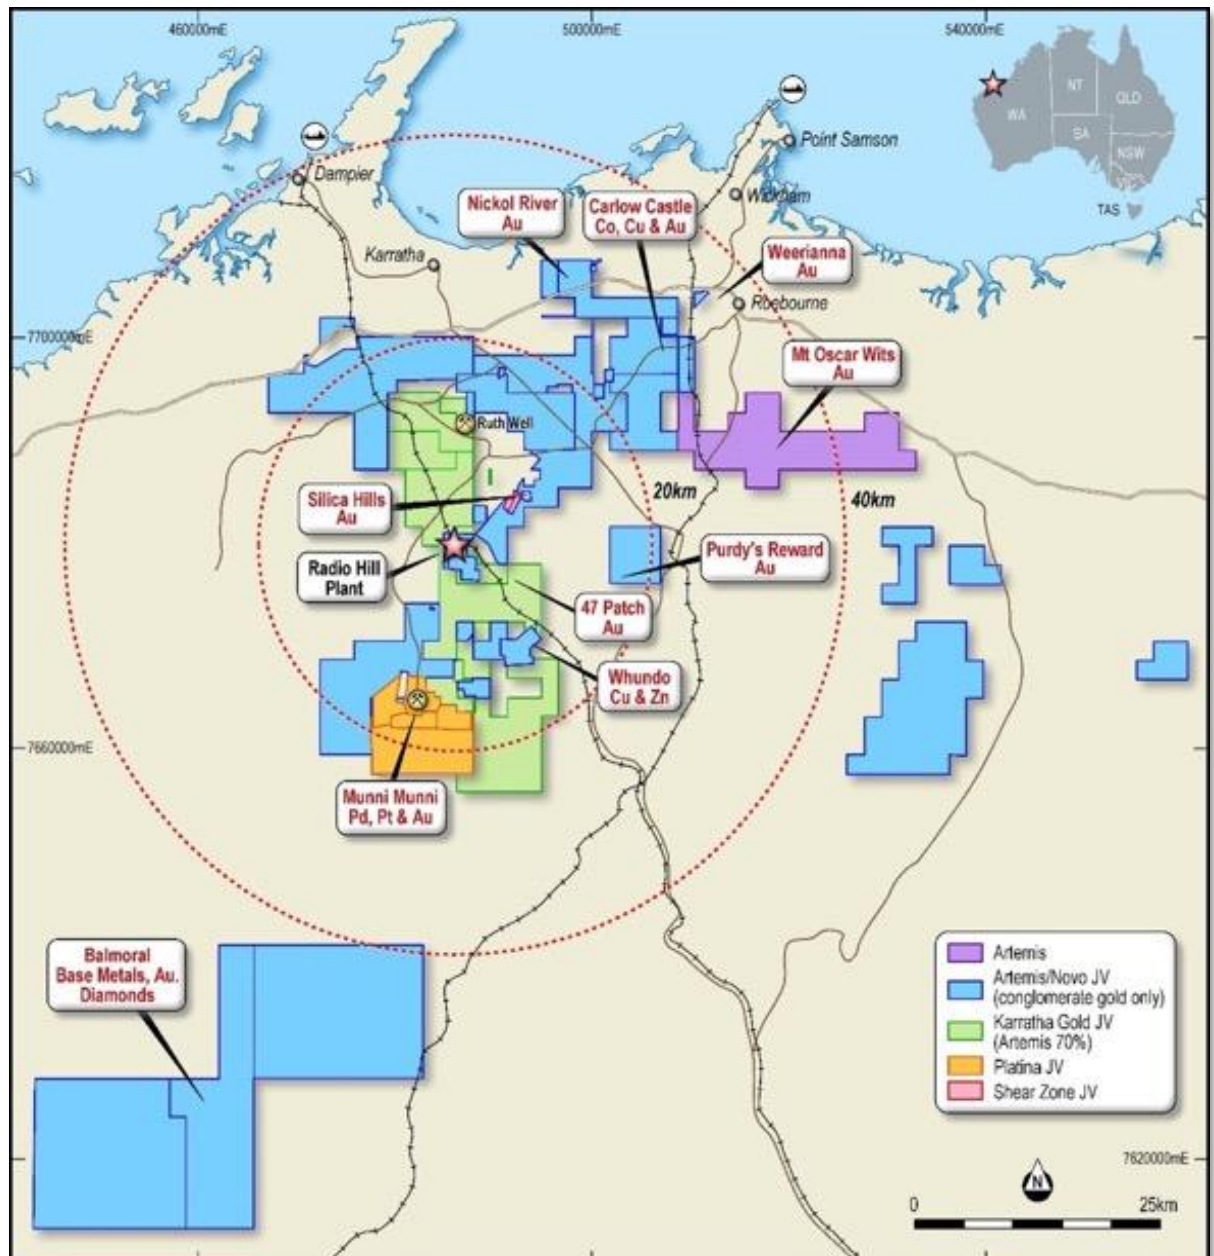 460000mE
500000mE
540000mE
NT
QLD
WA
SA
NSW
TAS
Point Samson
Dampier
Wickham
Nickol River
Au
Carlow Castle
Co, Cu & Au
Karratha
Weerianna
Au
Roebourne
7700000mE
Mt Oscar Wits
Au
Ruth Well
Silica Hills
Au
20km
40km
Radio Hill
Plant
Purdy's Reward
Au
47 Patch
Au
Whundo
Cu & Zn
7660000mE
Munni Munni
Pd, Pt & Au
Balmoral
Base Metals, Au.
Diamonds
Artemis
Artemis/Novo JV
(conglomerate gold only)
Karratha Gold JV
(Artemis 70%)
Platina JV
Shear Zone JV
7620000mE
N
0
25km